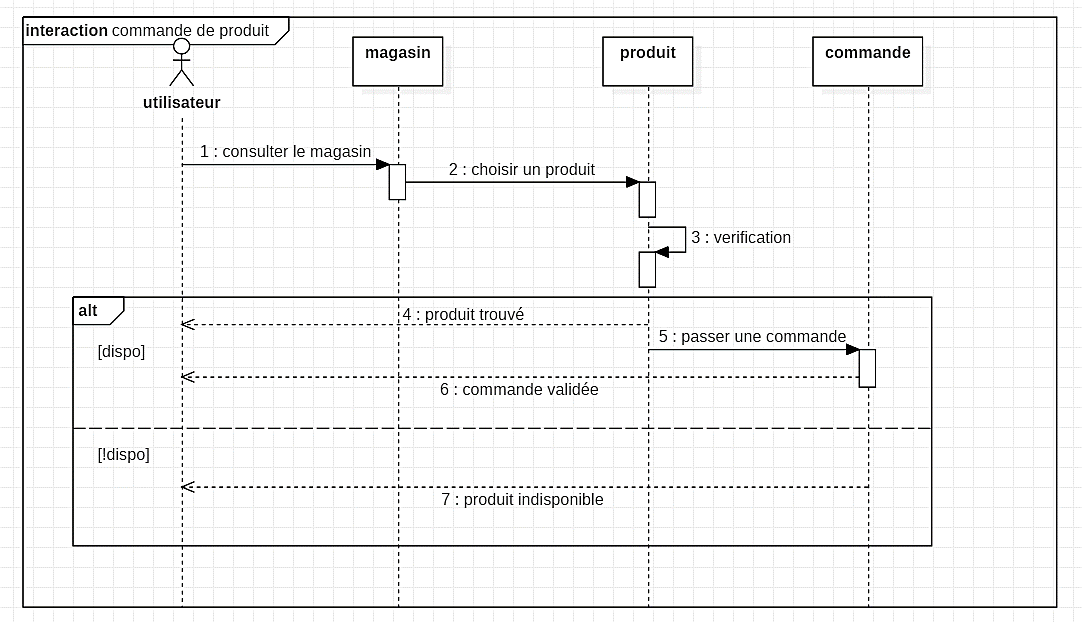 interaction commande de produit
utilisateur
magasin
produit
commande
1 : consulter le magasin
2 : choisir un produit
3 : verification
alt
4 : produit trouvé
[dispo]
5 : passer une commande
6 : commande validée
[!dispo]
7 : produit indisponible